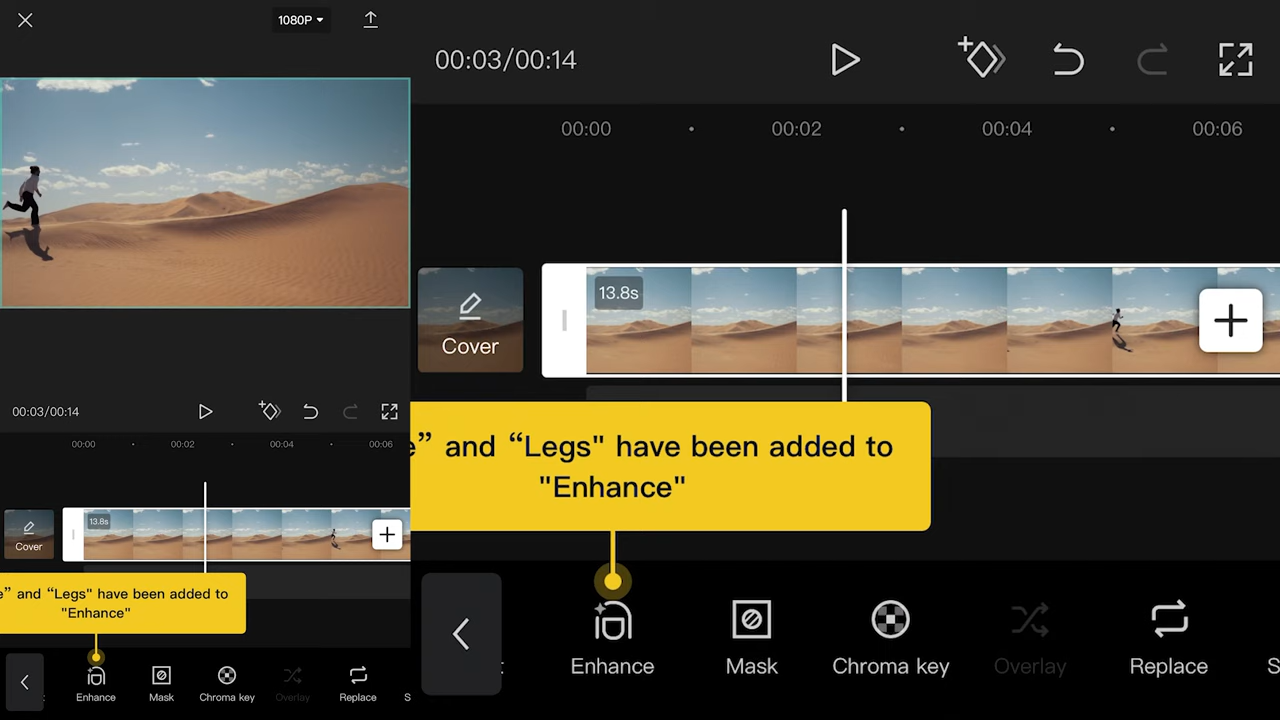 1080P
00:03/00:14
00:00
00:02
00:04
00:06
13.8s
Cover
” and “Legs" have been added to
"Enhance"
Enhance
Mask
Chroma key
Overlay
Replace
S
00:03/00:14
00:00
00:02
00:04
00:06
13.8s
Cover
e” and “Legs" have been added to
"Enhance"
Enhance
Mask
Chroma key
Overlay
Replace
S